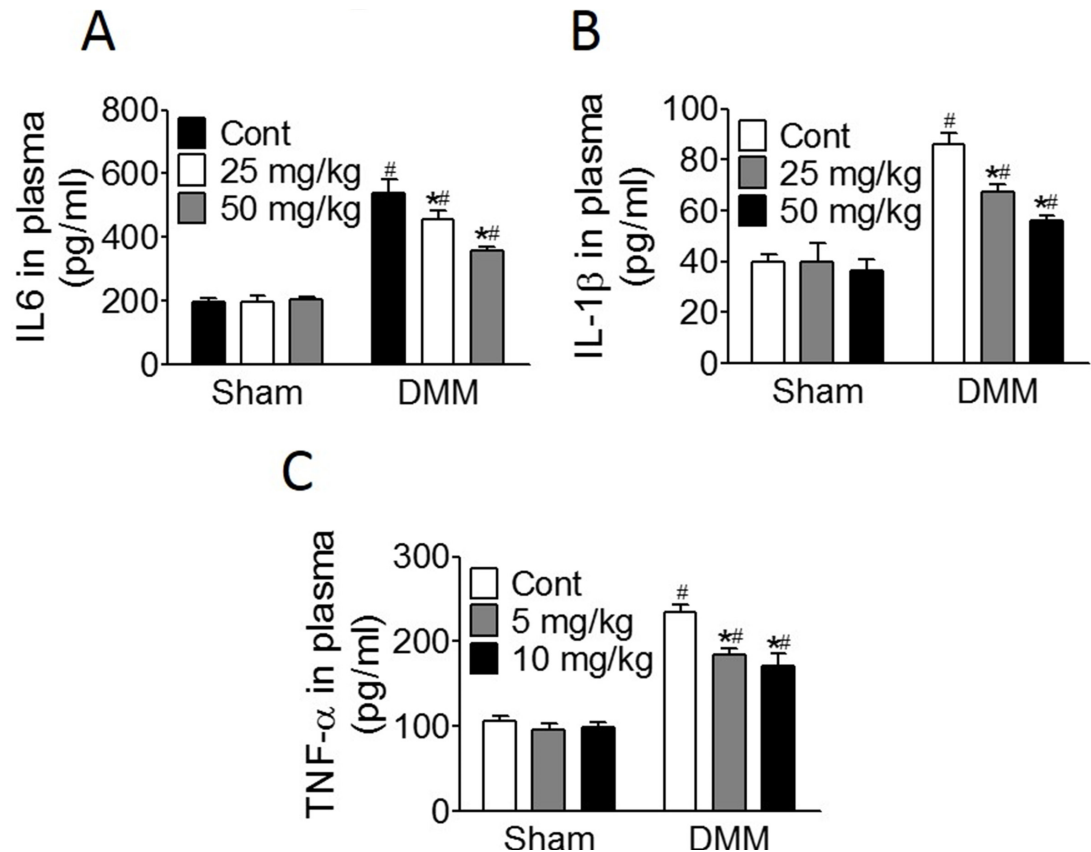 A
IL6 in plasma
(pg/ml)
800
600
400
200
0
Cont
25 mg/kg
50 mg/kg
#
*#
*#
Sham DMM
B
IL-1β in plasma
(pg/ml)
100
80
60
40
20
0
Cont
25 mg/kg
50 mg/kg
#
*#
*#
Sham DMM
C
TNF-α in plasma
(pg/ml)
300
200
100
0
Cont
5 mg/kg
10 mg/kg
#
*#
*#
Sham DMM